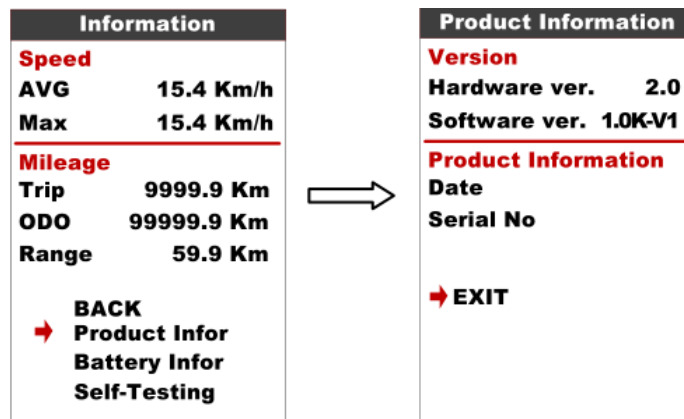 Information
Speed
AVG 15.4 Km/h
Max 15.4 Km/h
Mileage
Trip 9999.9 Km
ODO 99999.9 Km
Range 59.9 Km
BACK
Product Infor
Battery Infor
Self-Testing
Product Information
Version
Hardware ver. 2.0
Software ver. 1.0K-V1
Product Information
Date
Serial No
EXIT